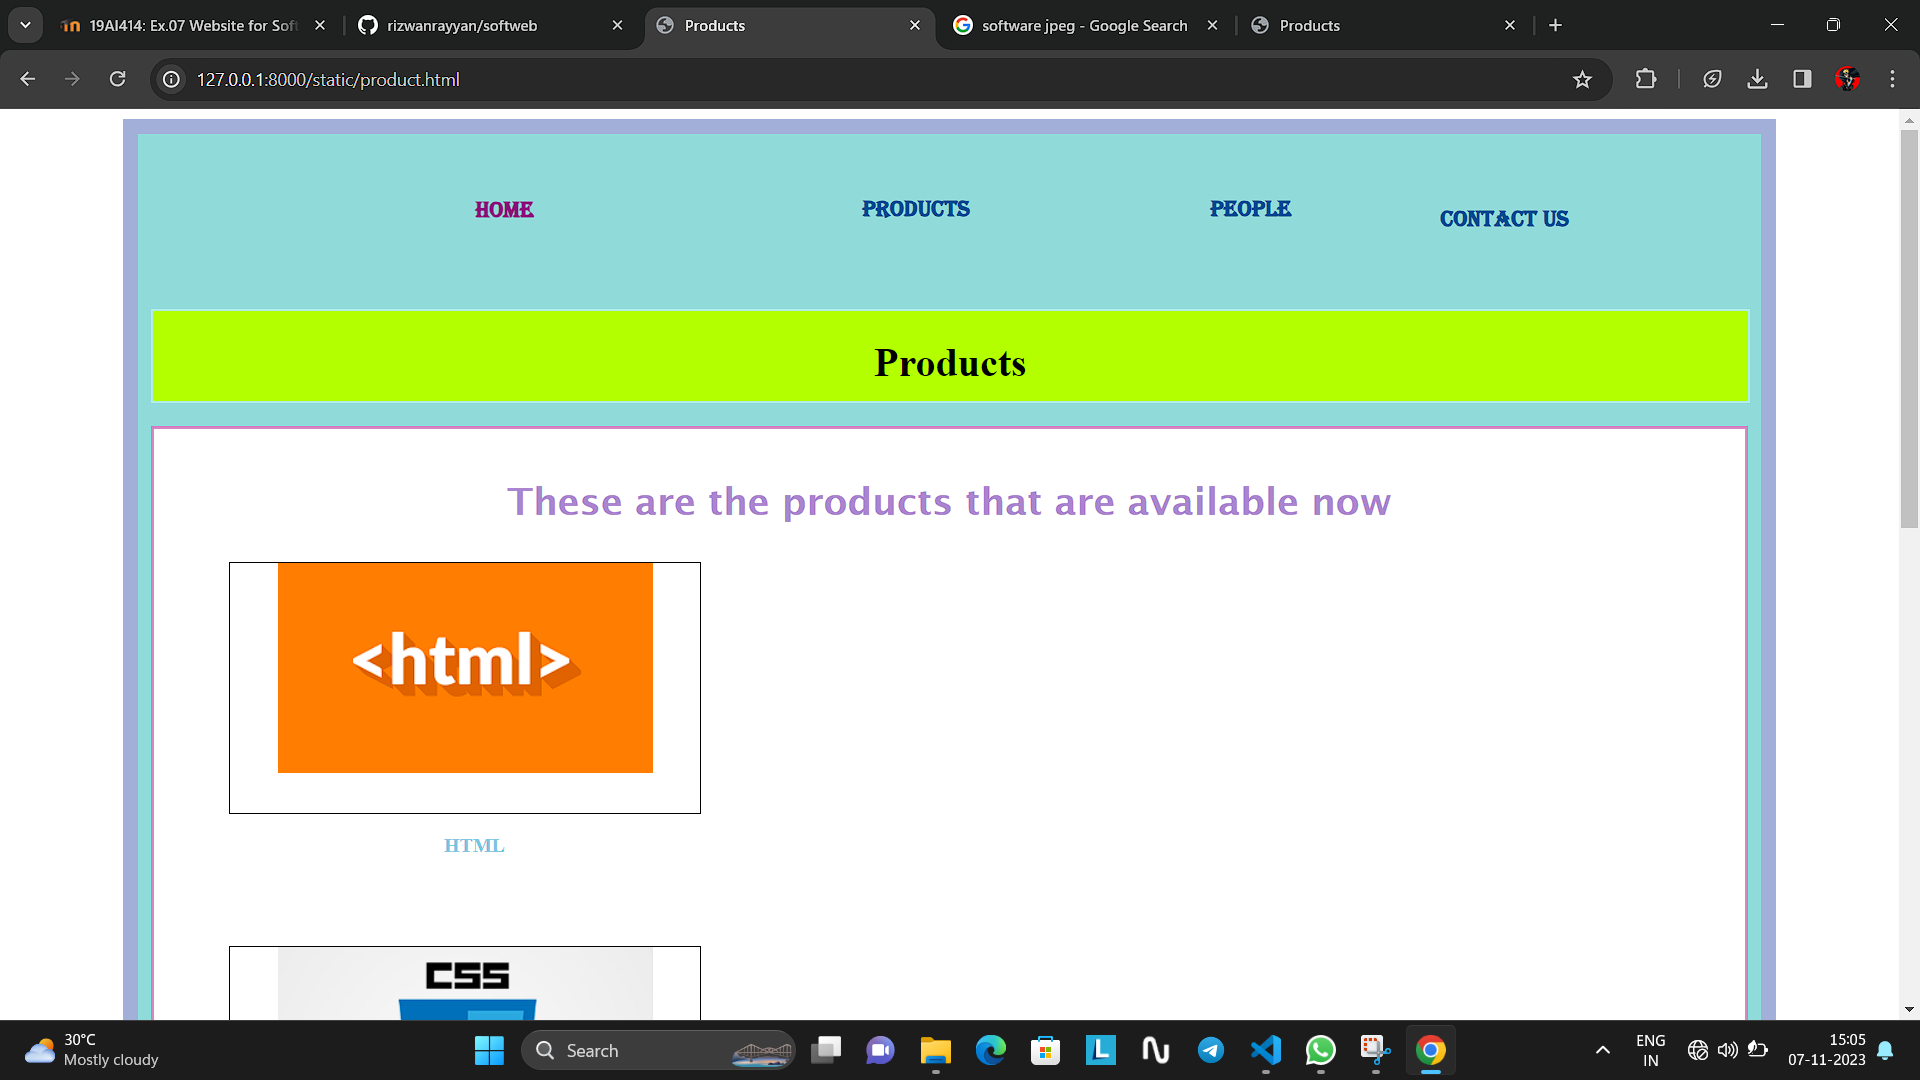 19AI414: Ex.07 Website for Soft
rizwanrayyan/softweb
Products
software jpeg - Google Search
Products
127.0.0.1:8000/static/product.html
HOME
PRODUCTS
PEOPLE
CONTACT US
Products
These are the products that are available now
<html>
HTML
CSS
30°C
Mostly cloudy
Search
L
ENG
IN
15:05
07-11-2023